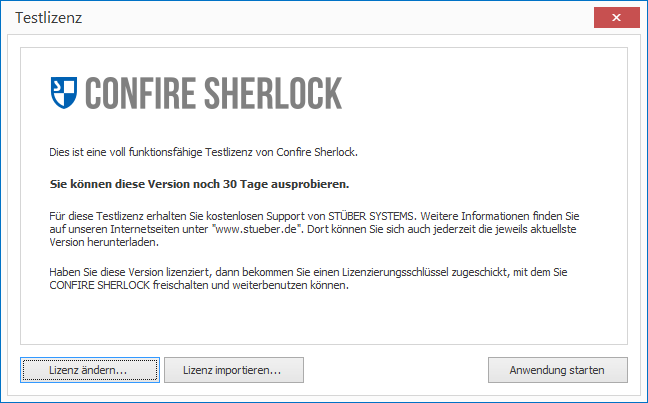 Testlizenz
CONFIRE SHERLOCK
Dies ist eine voll funktionsfähige Testlizenz von Confire Sherlock.
Sie können diese Version noch 30 Tage ausprobieren.
Für diese Testlizenz erhalten Sie kostenlosen Support von STÜBER SYSTEMS. Weitere Informationen finden Sie
auf unseren Internetseiten unter "www.stueber.de". Dort können Sie sich auch jederzeit die jeweils aktuellste
Version herunterladen.
Haben Sie diese Version lizenziert, dann bekommen Sie einen Lizenzierungsschlüssel zugeschickt, mit dem Sie
CONFIRE SHERLOCK freischalten und weiterbenutzen können.
Lizenz ändern...
Lizenz importieren...
Anwendung starten